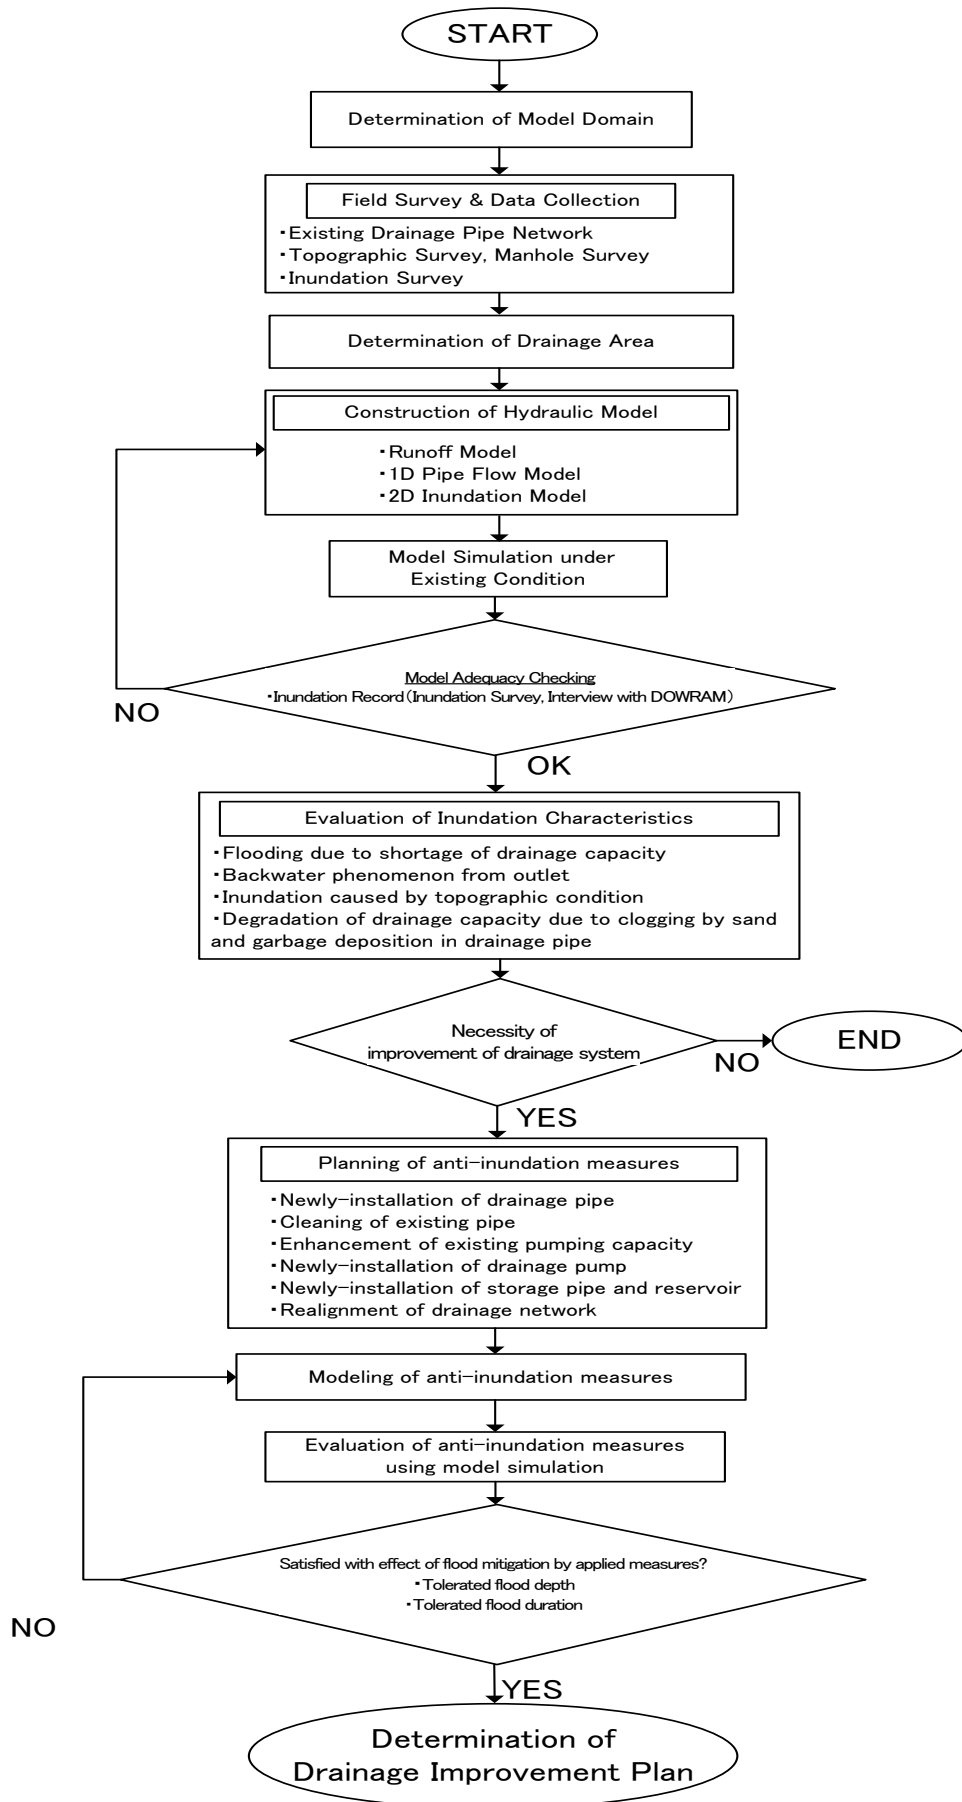 START
Determination of Model Domain
Field Survey & Data Collection
・Existing Drainage Pipe Network
・Topographic Survey, Manhole Survey
・Inundation Survey
Determination of Drainage Area
Construction of Hydraulic Model
・Runoff Model
・1D Pipe Flow Model
・2D Inundation Model
Model Simulation under
Existing Condition
Model Adequacy Checking
・Inundation Record(Inundation Survey, Interview with DOWRAM)
NO
OK
Evaluation of Inundation Characteristics
・Flooding due to shortage of drainage capacity
・Backwater phenomenon from outlet
・Inundation caused by topographic condition
・Degradation of drainage capacity due to clogging by sand
and garbage deposition in drainage pipe
Necessity of
improvement of drainage system
NO
END
YES
Planning of anti-inundation measures
・Newly-installation of drainage pipe
・Cleaning of existing pipe
・Enhancement of existing pumping capacity
・Newly-installation of drainage pump
・Newly-installation of storage pipe and reservoir
・Realignment of drainage network
Modeling of anti-inundation measures
Evaluation of anti-inundation measures
using model simulation
Satisfied with effect of flood mitigation by applied measures?
・Tolerated flood depth
・Tolerated flood duration
NO
YES
Determination of
Drainage Improvement Plan